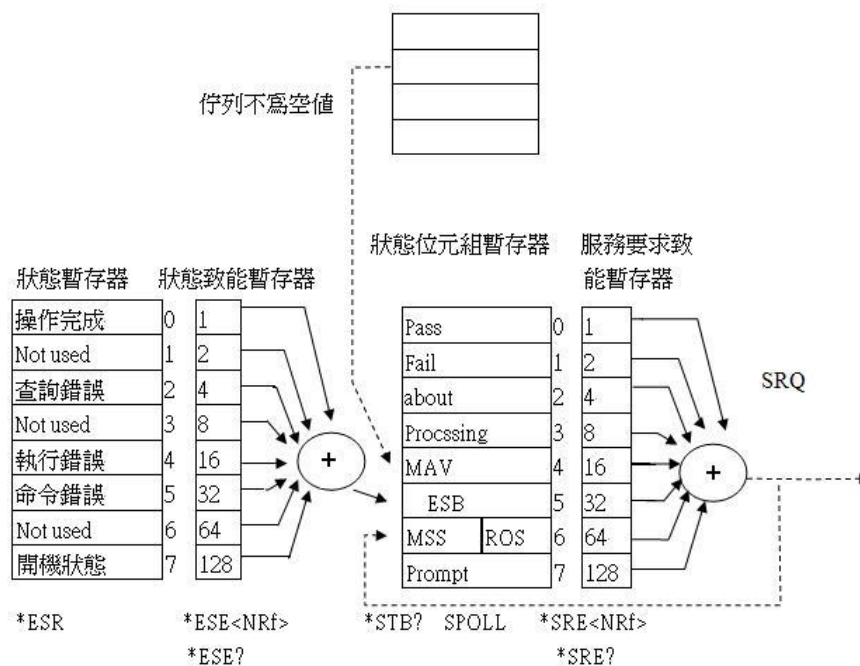 佇列不爲空值
狀態位元組暫存器
服務要求致
能暫存器
狀態暫存器
狀態致能暫存器
操作完成 0 1
Not used 1 2
查詢錯誤 2 4
Not used 3 8
執行錯誤 4 16
命令錯誤 5 32
Not used 6 64
開機狀態 7 128
+
Pass 0 1
Fail 1 2
about 2 4
Procssing 3 8
MAV 4 16
ESB 5 32
MSS ROS 6 64
Prompt 7 128
+
SRQ
*ESR
*ESE<NRf>
*ESE?
*STB? SPOLL
*SRE<NRf>
*SRE?